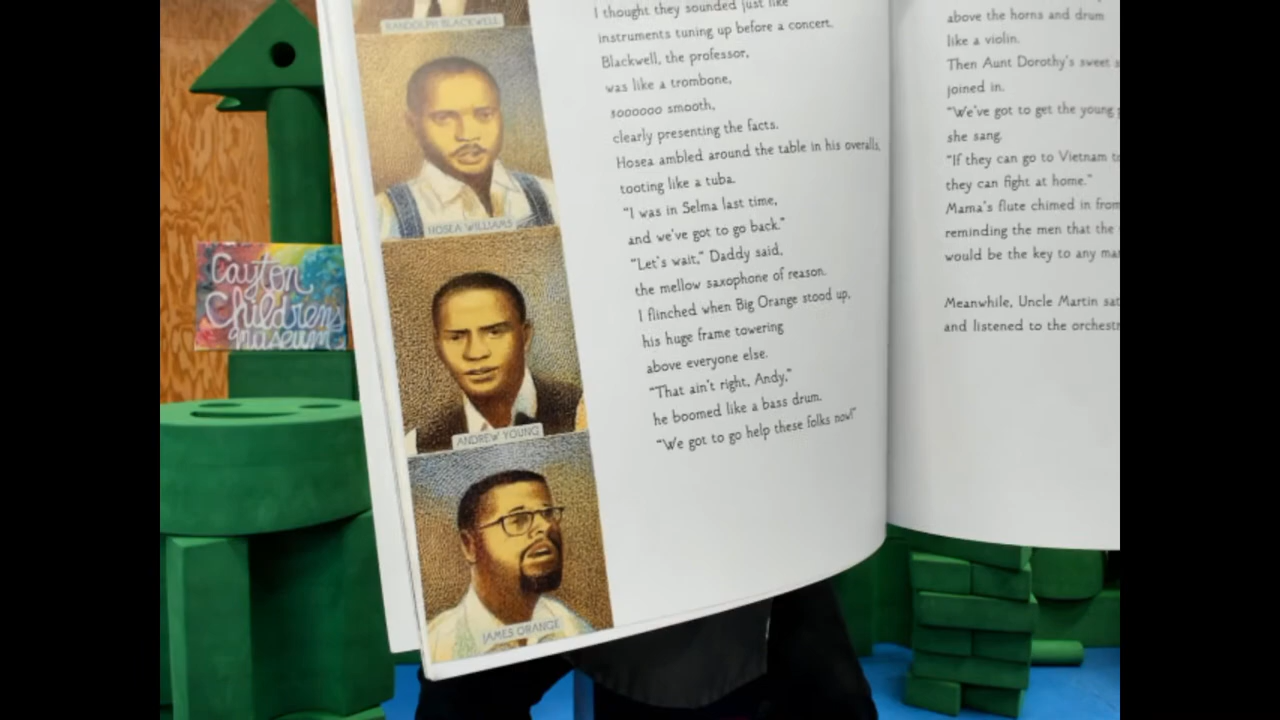 RANDOLPH BLACKWELL
HOSEA WILLIAMS
ANDREW YOUNG
JAMES ORANGE
Cayton
Children's
Museum
I thought they sounded just like
instruments tuning up before a concert.
Blackwell, the professor,
was like a trombone,
soooooo smooth,
clearly presenting the facts.
Hosea ambled around the table in his overalls,
tooting like a tuba.
“I was in Selma last time,
and we've got to go back.”
“Let's wait,” Daddy said,
the mellow saxophone of reason.
I flinched when Big Orange stood up,
his huge frame towering
above everyone else.
“That ain't right, Andy,”
he boomed like a bass drum.
“We got to go help these folks now!”
above the horns and drum
like a violin.
Then Aunt Dorothy's sweet
joined in.
“We've got to get the young
she sang.
“If they can go to Vietnam
they can fight at home.”
Mama's flute chimed in
reminding the men that the
would be the key to any
Meanwhile, Uncle Martin
and listened to the